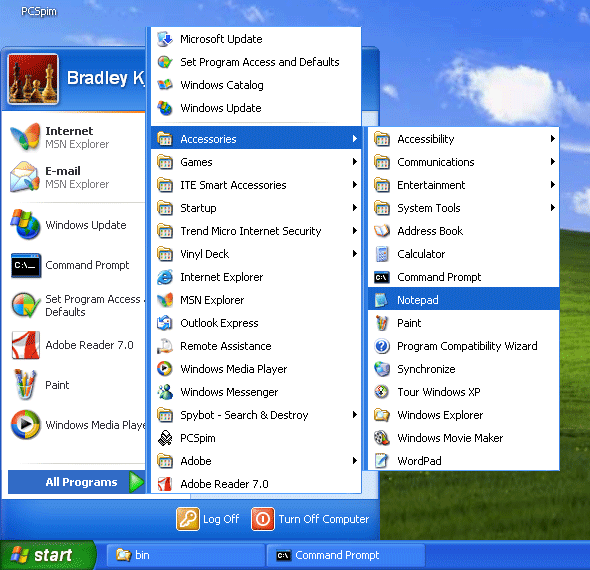 PCSpim
Bradley Kj
Internet
MSN Explorer
E-mail
MSN Explorer
Windows Update
Command Prompt
Set Program Access
Defaults
Adobe Reader 7.0
Paint
Windows Media Playe
All Programs
Microsoft Update
Set Program Access and Defaults
Windows Catalog
Windows Update
Accessories
Games
ITE Smart Accessories
Startup
Trend Micro Internet Security
Vinyl Deck
Internet Explorer
MSN Explorer
Outlook Express
Remote Assistance
Windows Media Player
Windows Messenger
Spybot - Search & Destroy
PCSpim
Adobe
Adobe Reader 7.0
Accessibility
Communications
Entertainment
System Tools
Address Book
Calculator
Command Prompt
Notepad
Paint
Program Compatibility Wizard
Synchronize
Tour Windows XP
Windows Explorer
Windows Movie Maker
WordPad
Log Off
Turn Off Computer
start
bin
Command Prompt